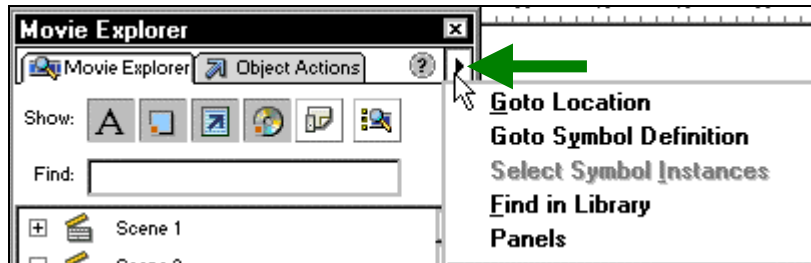 Movie Explorer
Movie Explorer Object Actions ?
Show: A
Find:
Scene 1
Goto Location
Goto Symbol Definition
Select Symbol Instances
Find in Library
Panels